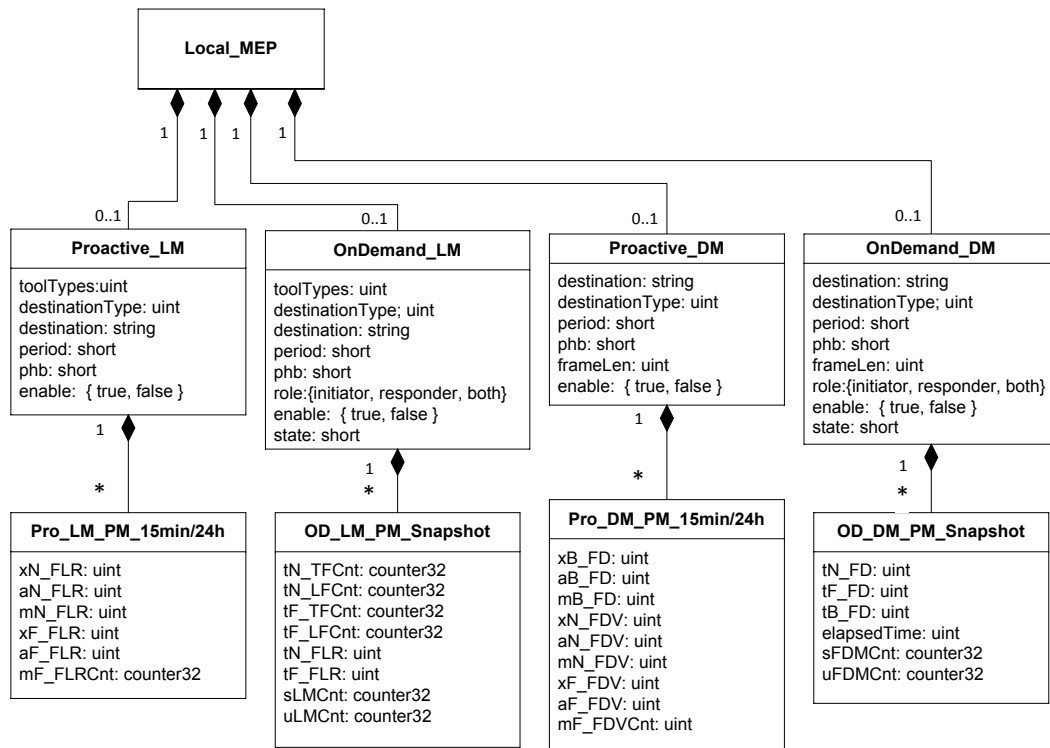 Local_MEP
1
1
1
1
0..1
0..1
0..1
0..1
Proactive_LM
toolTypes:uint
destinationType: uint
destination: string
period: short
phb: short
enable:  { true, false }
1
*
OnDemand_LM
toolTypes: uint
destinationType; uint
destination: string
period: short
phb: short
role:{initiator, responder, both}
enable:  { true, false }
state: short
1
*
Proactive_DM
destination: string
destinationType: uint
period: short
phb: short
frameLen: uint
enable:  { true, false }
1
*
OnDemand_DM
destination: string
destinationType; uint
period: short
phb: short
frameLen: uint
role:{initiator, responder, both}
enable:  { true, false }
state: short
1
*
Pro_LM_PM_15min/24h
xN_FLR: uint
aN_FLR: uint
mN_FLR: uint
xF_FLR: uint
aF_FLR: uint
mF_FLRCnt: counter32
OD_LM_PM_Snapshot
tN_TFCnt: counter32
tN_LFCnt: counter32
tF_TFCnt: counter32
tF_LFCnt: counter32
tN_FLR: uint
tF_FLR: uint
sLMCnt: counter32
uLMCnt: counter32
Pro_DM_PM_15min/24h
xB_FD: uint
aB_FD: uint
mB_FD: uint
xN_FDV: uint
aN_FDV: uint
mN_FDV: uint
xF_FDV: uint
aF_FDV: uint
mF_FDVCnt: uint
OD_DM_PM_Snapshot
tN_FD: uint
tF_FD: uint
tB_FD: uint
elapsedTime: uint
sFDMCnt: counter32
uFDMCnt: counter32